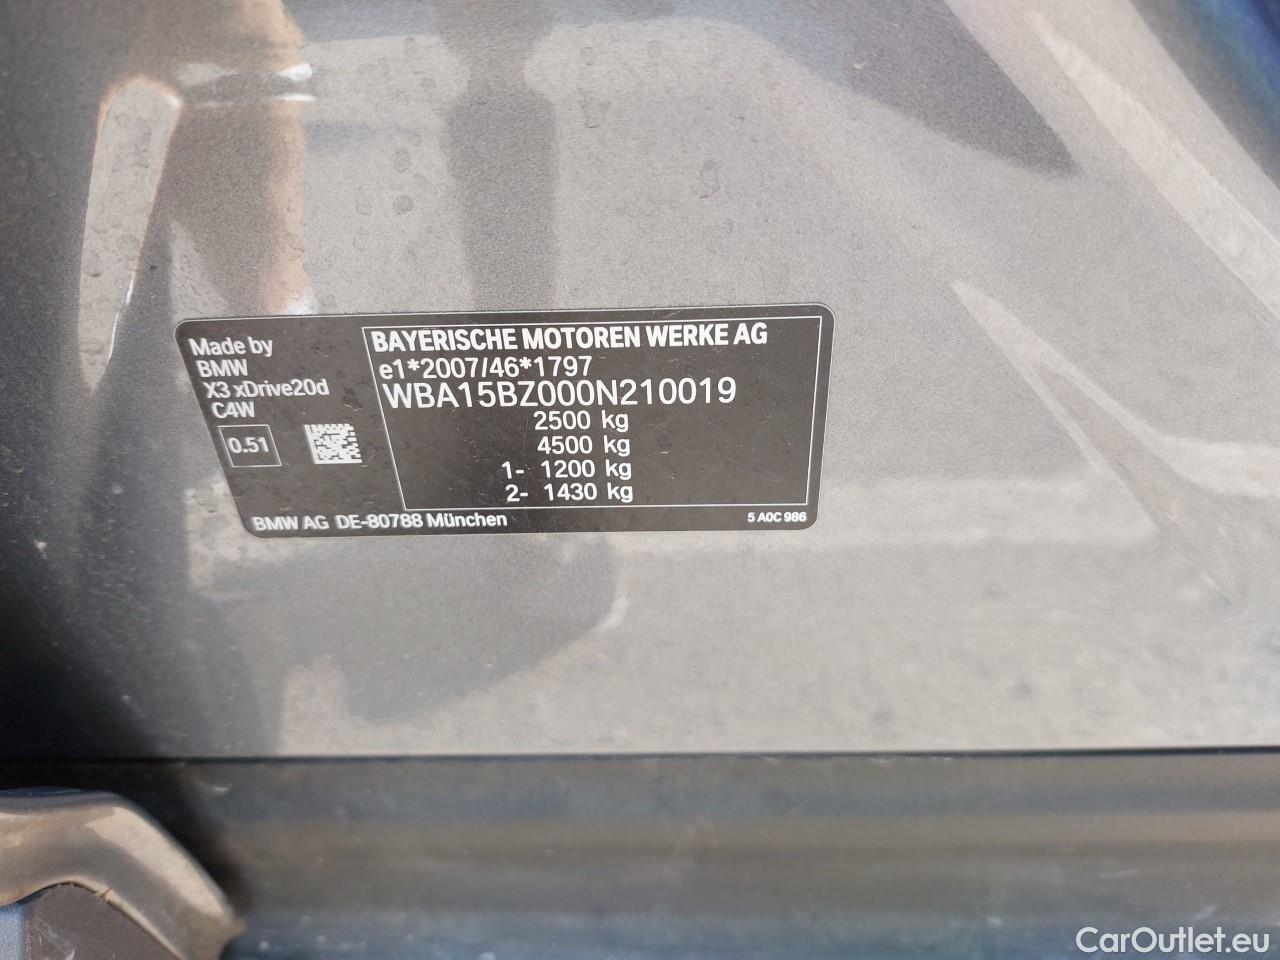 Made by
BMW
X3 xDrive20d
C4W
0.51
BAYERISCHE MOTOREN WERKE AG
e1*2007/46*1797
WBA15BZ000N210019
2500 kg
4500 kg
1- 1200 kg
2- 1430 kg
BMW AG DE-80788 München
5 A0C 986
CarOutlet.eu